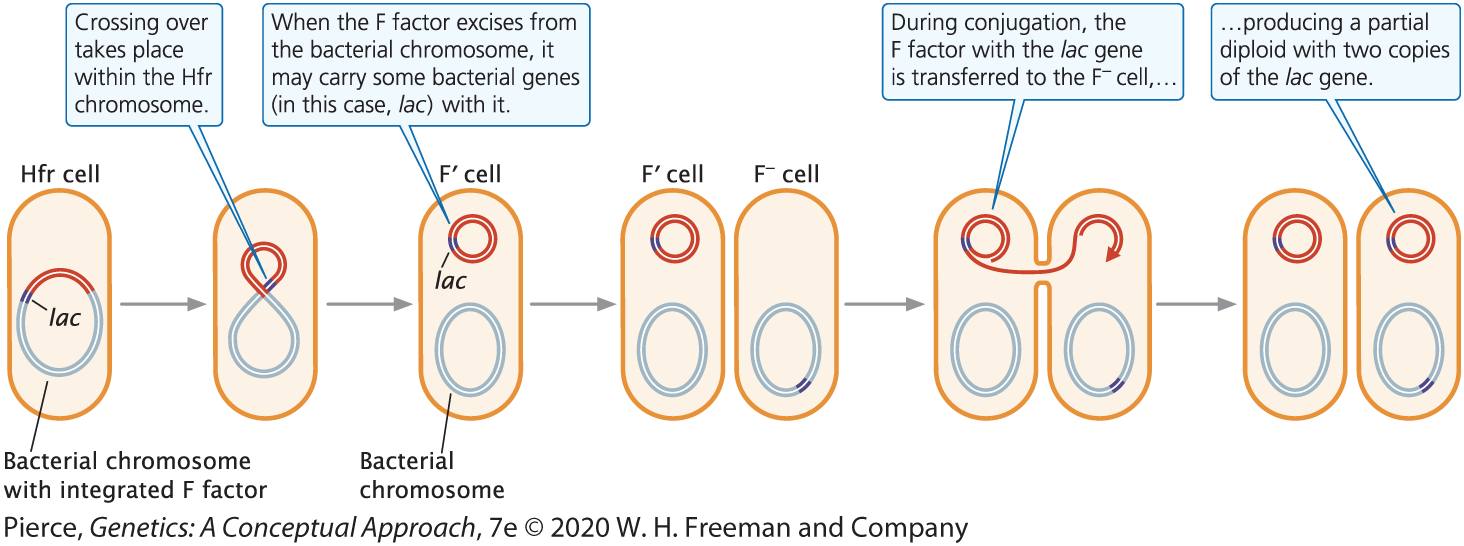 Crossing over
takes place
within the Hfr
chromosome.
When the F factor excises from
the bacterial chromosome, it
may carry some bacterial genes
(in this case, lac) with it.
During conjugation, the
F factor with the lac gene
is transferred to the F⁻ cell,…
…producing a partial
diploid with two copies
of the lac gene.
Hfr cell
F′ cell
F′ cell
F⁻ cell
lac
lac
Bacterial chromosome
with integrated F factor
Bacterial
chromosome
Pierce, Genetics: A Conceptual Approach, 7e © 2020 W. H. Freeman and Company